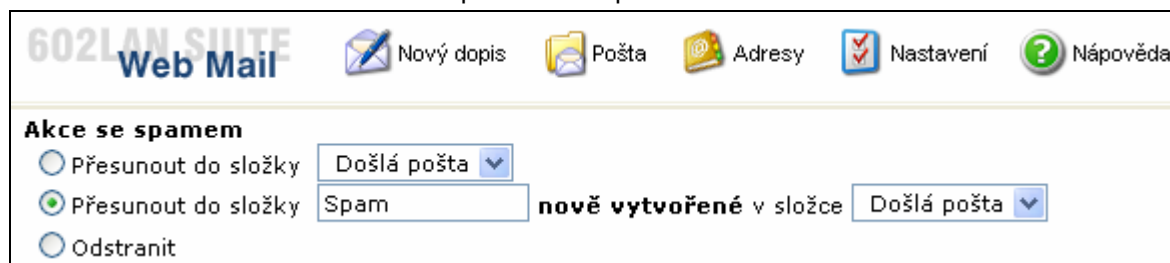 602LAN SUITE
Web Mail
Nový dopis
Pošta
Adresy
Nastavení
Nápověda
Akce se spamem
Přesunout do složky Došlá pošta
Přesunout do složky Spam nově vytvořené v složce Došlá pošta
Odstranit